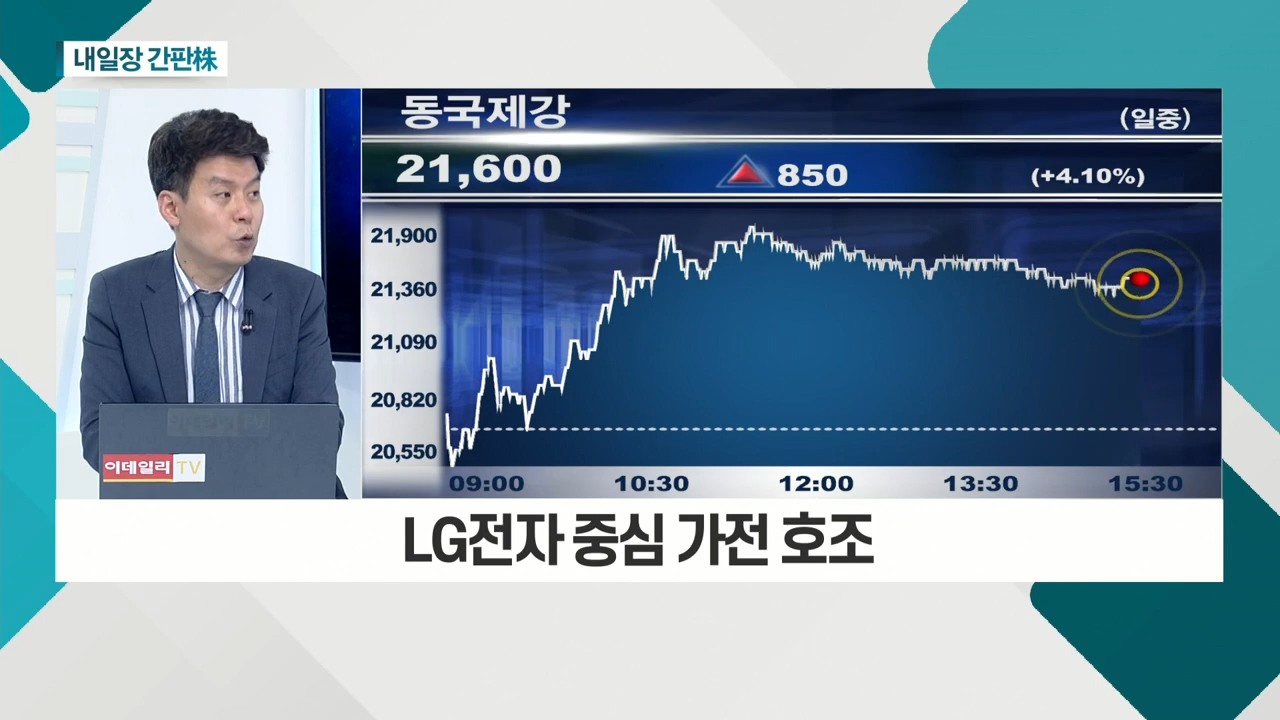 내일장 간판株
동국제강
(일중)
21,600
850
(+4.10%)
21,900
21,360
21,090
20,820
20,550
09:00
10:30
12:00
13:30
15:30
이데일리 TV
LG전자 중심 가전 호조